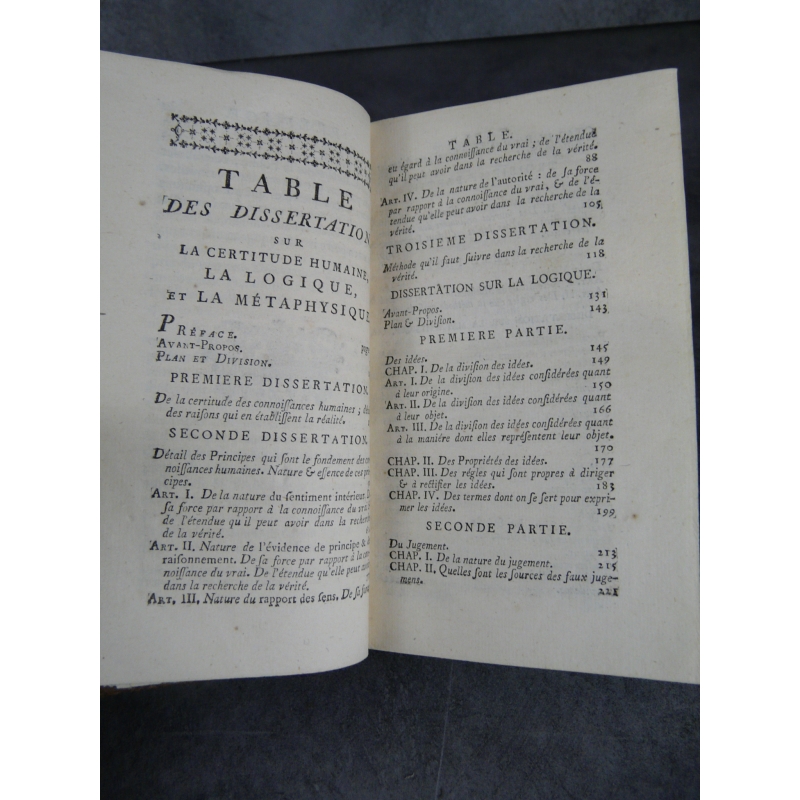 TABLE
DES DISSERTATION
SUR
LA CERTITUDE HUMAINE,
LA LOGIQUE,
ET LA MÉTAPHYSIQUE
PRÉFACE.
AVANT-PROPOS.
PLAN ET DIVISION.
PREMIERE DISSERTATION.
De la certitude des connoiſſances humaines;
des raiſons qui en établiſſent la réalité.
SECONDE DISSERTATION.
Détail des Principes qui ſont le fondement des
noiſſances humaines. Nature & eſſence de ces
cipes.
ART. I. De la nature du ſentiment intérieur.
ſa force par rapport à la connoiſſance du vrai,
de l'étendue qu'il peut avoir dans la recherche
de la vérité.
ART. II. Nature de l'évidence de principe &
raiſonnement. De ſa force par rapport à la
noiſſance du vrai. De l'étendue qu'elle peut avoir
dans la recherche de la vérité.
ART. III. Nature du rapport des ſens. De ſa
TABLE.
eu égard à la connoiſſance du vrai; de l'étendue
qu'il peut avoir dans la recherche de la vérité.
88
ART. IV. De la nature de l'autorité: de ſa force
par rapport à la connoiſſance du vrai, & de l'é-
tendue qu'elle peut avoir dans la recherche de la
vérité. 105
TROISIEME DISSERTATION.
Méthode qu'il faut ſuivre dans la recherche de la
vérité. 118
DISSERTATION SUR LA LOGIQUE.
Avant-Propos. 131
Plan & Diviſion. 143
PREMIERE PARTIE.
Des idées. 145
CHAP. I. De la diviſion des idées. 149
ART. I. De la diviſion des idées conſidérées quant
à leur origine. 150
ART. II. De la diviſion des idées conſidérées quant
à leur objet. 166
ART. III. De la diviſion des idées conſidérées quant
à la maniére dont elles repréſentent leur objet.
170
CHAP. II. Des Propriétés des idées. 177
CHAP. III. Des régles qui ſont propres à diriger
& à rectifier les idées. 183
CHAP. IV. Des termes dont on ſe ſert pour expri-
mer les idées. 199
SECONDE PARTIE.
Du Jugement. 213
CHAP. I. De la nature du jugement. 215
CHAP. II. Quelles ſont les ſources des faux juge-
mens. 221